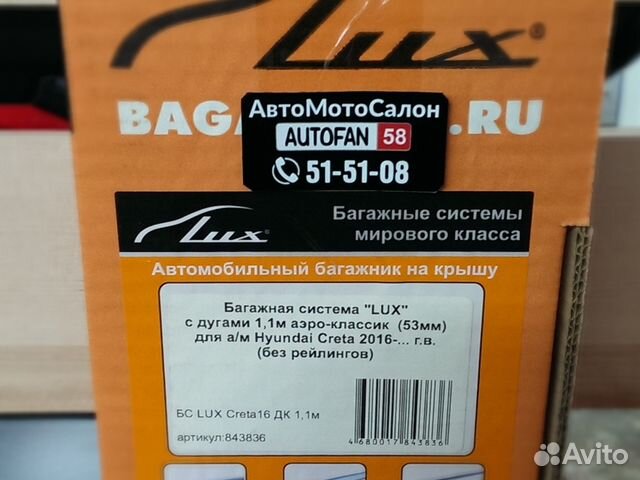 Lux®
BAGA
.RU
АвтоМотоСалон
AUTOFAN 58
51-51-08
Lux®
Багажные системы
мирового класса
Автомобильный багажник на крышу
Багажная система "LUX"
с дугами 1,1м аэро-классик (53мм)
для а/м Hyundai Creta 2016-... г.в.
(без рейлингов)
БС LUX Creta16 ДК 1,1м
артикул:843836
4680017843836
Avito